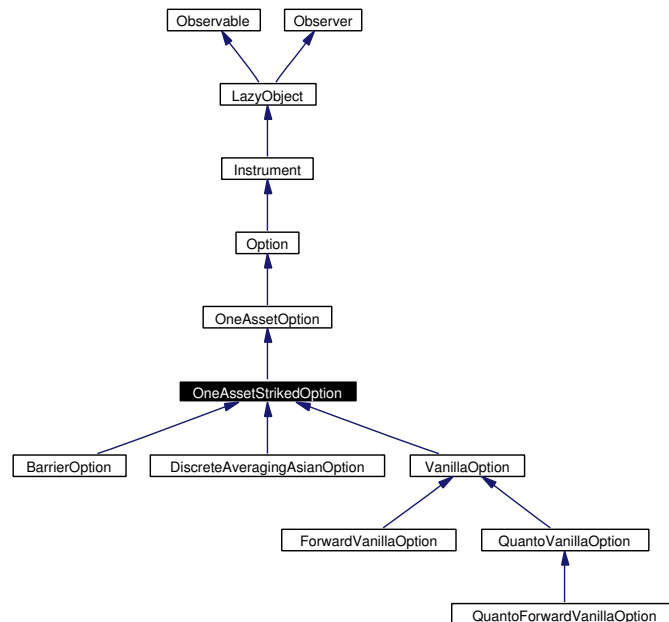 Observable
Observer
LazyObject
Instrument
Option
OneAssetOption
OneAssetStrikedOption
BarrierOption
DiscreteAveragingAsianOption
VanillaOption
ForwardVanillaOption
QuantoVanillaOption
QuantoForwardVanillaOption